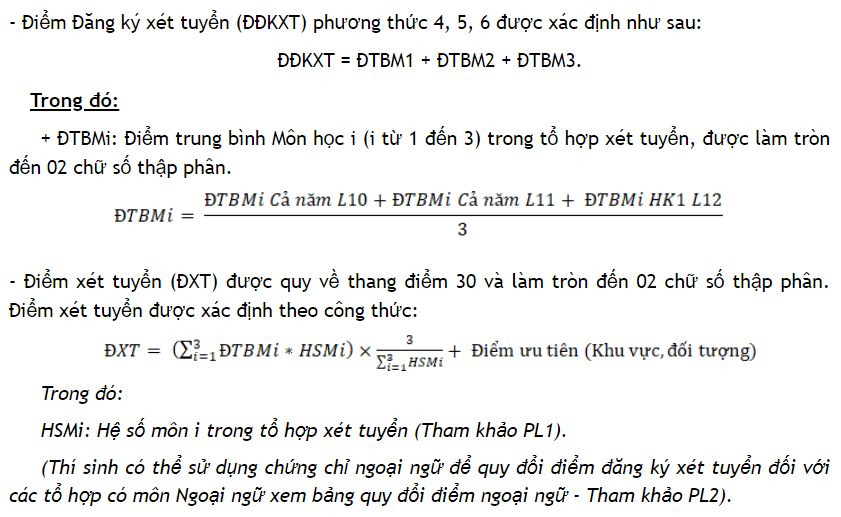 - Điểm Đăng ký xét tuyển (ĐĐKXT) phương thức 4, 5, 6 được xác định như sau:
ĐĐKXT = ĐTBM1 + ĐTBM2 + ĐTBM3.
Trong đó:
+ ĐTBMi: Điểm trung bình Môn học i (i từ 1 đến 3) trong tổ hợp xét tuyển, được làm tròn
đến 02 chữ số thập phân.
ĐTBMi = (ĐTBMi Cả năm L10 + ĐTBMi Cả năm L11 + ĐTBMi HK1 L12) / 3
- Điểm xét tuyển (ĐXT) được quy về thang điểm 30 và làm tròn đến 02 chữ số thập phân.
Điểm xét tuyển được xác định theo công thức:
ĐXT = (∑³ᵢ₌₁ ĐTBMi * HSMi) × 3 / ∑³ᵢ₌₁ HSMi + Điểm ưu tiên (Khu vực, đối tượng)
Trong đó:
HSMi: Hệ số môn i trong tổ hợp xét tuyển (Tham khảo PL1).
(Thí sinh có thể sử dụng chứng chỉ ngoại ngữ để quy đổi điểm đăng ký xét tuyển đối với
các tổ hợp có môn Ngoại ngữ xem bảng quy đổi điểm ngoại ngữ - Tham khảo PL2).